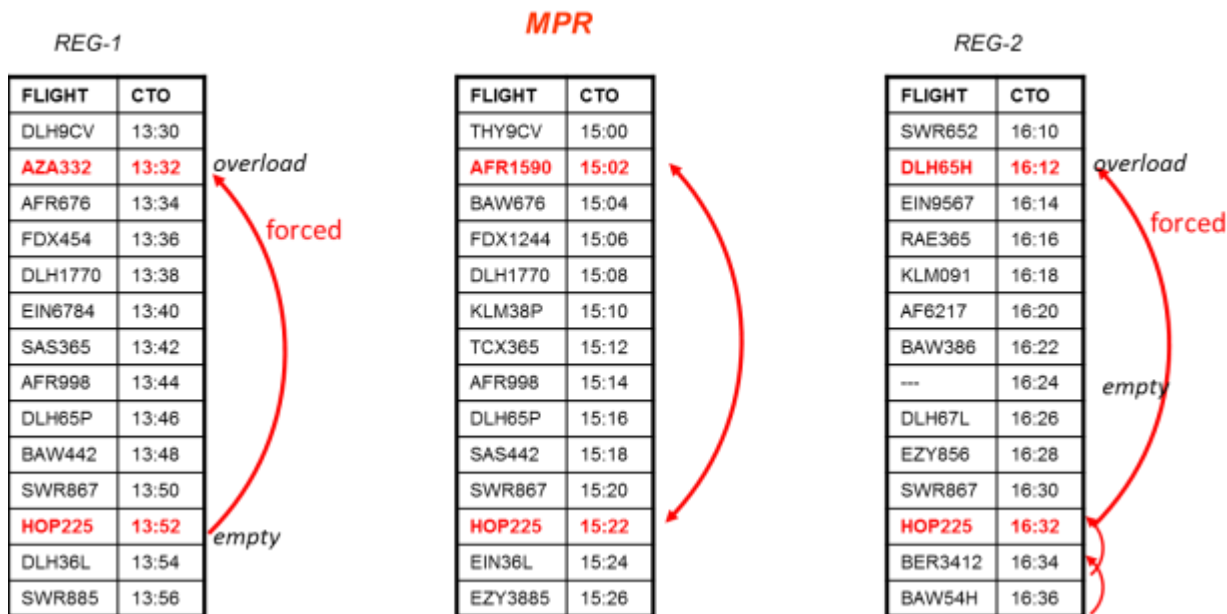 MPR
REG-1
REG-2
FLIGHT CTO
DLH9CV 13:30
AZA332 13:32 overload
AFR676 13:34
forced
FDX454 13:36
DLH1770 13:38
EIN6784 13:40
SAS365 13:42
AFR998 13:44
DLH65P 13:46
BAW442 13:48
SWR867 13:50
HOP225 13:52 empty
DLH36L 13:54
SWR885 13:56
FLIGHT CTO
THY9CV 15:00
AFR1590 15:02
BAW676 15:04
FDX1244 15:06
DLH1770 15:08
KLM38P 15:10
TCX365 15:12
AFR998 15:14
DLH65P 15:16
SAS442 15:18
SWR867 15:20
HOP225 15:22
EIN36L 15:24
EZY3885 15:26
FLIGHT CTO
SWR652 16:10
DLH65H 16:12 overload
EIN9567 16:14
forced
RAE365 16:16
KLM091 16:18
AF6217 16:20
BAW386 16:22
--- 16:24 empty
DLH67L 16:26
EZY856 16:28
SWR867 16:30
HOP225 16:32
BER3412 16:34
BAW54H 16:36